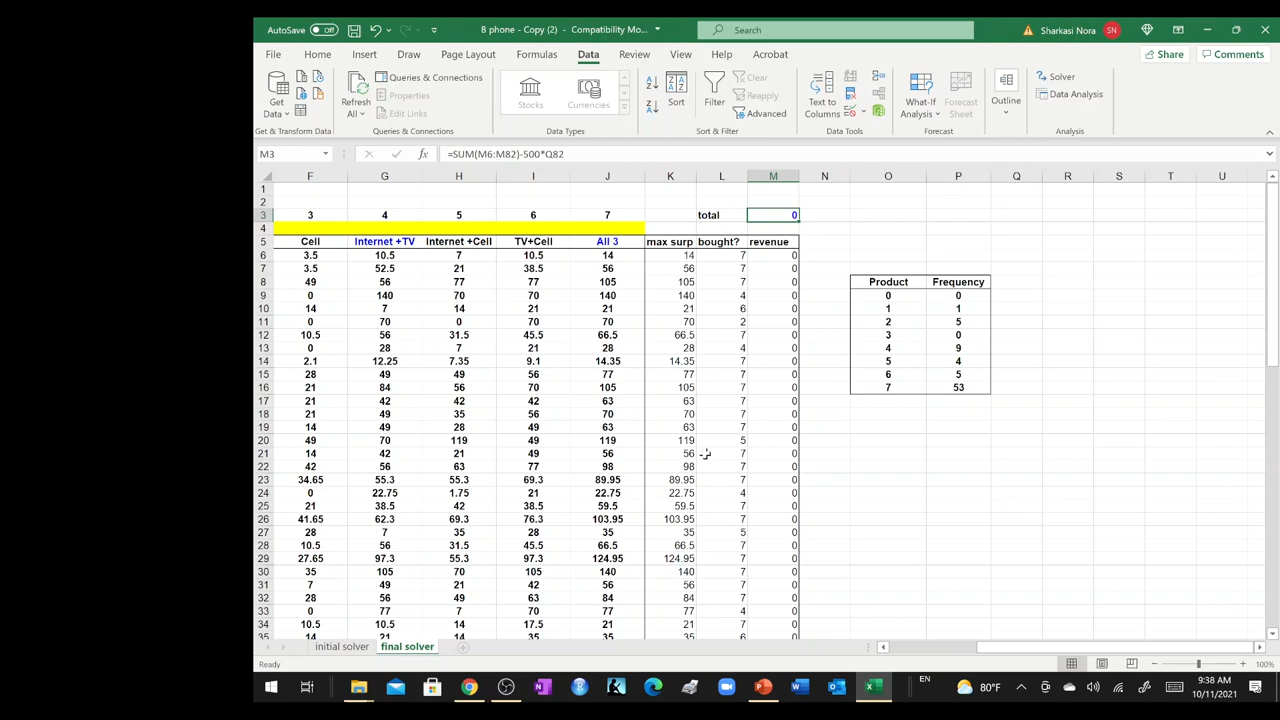 AutoSave Off B phone - Copy (2) - Compatibility Mo... Search Sharkasi Nora SN
File Home Insert Draw Page Layout Formulas Data Review View Help Acrobat Share Comments
Get Data Refresh All Queries & Connections Properties Edit Links Stocks Currencies Sort Filter Clear Reapply Advanced Text to Columns What-If Analysis Forecast Sheet Outline Solver Data Analysis
Get & Transform Data Queries & Connections Data Types Sort & Filter Data Tools Forecast Analysis
M3 fx =SUM(M6:M82)-500*Q82
F G H I J K L M N O P Q R S T U
1
2
3 3 4 5 6 7 total 0
4
5 Cell Internet +TV Internet +Cell TV+Cell All 3 max surp bought? revenue
6 3.5 10.5 7 10.5 14 14 7 0
7 3.5 52.5 21 38.5 56 56 7 0
8 49 56 77 77 105 105 7 0 Product Frequency
9 0 140 70 70 140 140 4 0 0 0
10 14 7 14 21 21 21 6 0 1 1
11 0 70 0 70 70 70 2 0 2 5
12 10.5 56 31.5 45.5 66.5 66.5 7 0 3 0
13 0 28 7 21 28 28 4 0 4 9
14 2.1 12.25 7.35 9.1 14.35 14.35 7 0 5 4
15 28 49 49 56 77 77 7 0 6 5
16 21 84 56 70 105 105 7 0 7 53
17 21 42 42 42 63 63 7 0
18 21 49 35 56 70 70 7 0
19 14 49 28 49 63 63 7 0
20 49 70 119 49 119 119 5 0
21 14 42 21 49 56 56 7 0
22 42 56 63 77 98 98 7 0
23 34.65 55.3 55.3 69.3 89.95 89.95 7 0
24 0 22.75 1.75 21 22.75 22.75 4 0
25 21 38.5 42 38.5 59.5 59.5 7 0
26 41.65 62.3 69.3 76.3 103.95 103.95 7 0
27 28 7 35 28 35 35 5 0
28 10.5 56 31.5 45.5 66.5 66.5 7 0
29 27.65 97.3 55.3 97.3 124.95 124.95 7 0
30 35 105 70 105 140 140 7 0
31 7 49 21 42 56 56 7 0
32 28 56 49 63 84 84 7 0
33 0 77 7 70 77 77 4 0
34 10.5 10.5 14 17.5 21 21 7 0
35 14 21 14 35 35 35 6 0
initial solver final solver
Ready 100%
EN 80°F 9:38 AM
10/11/2021